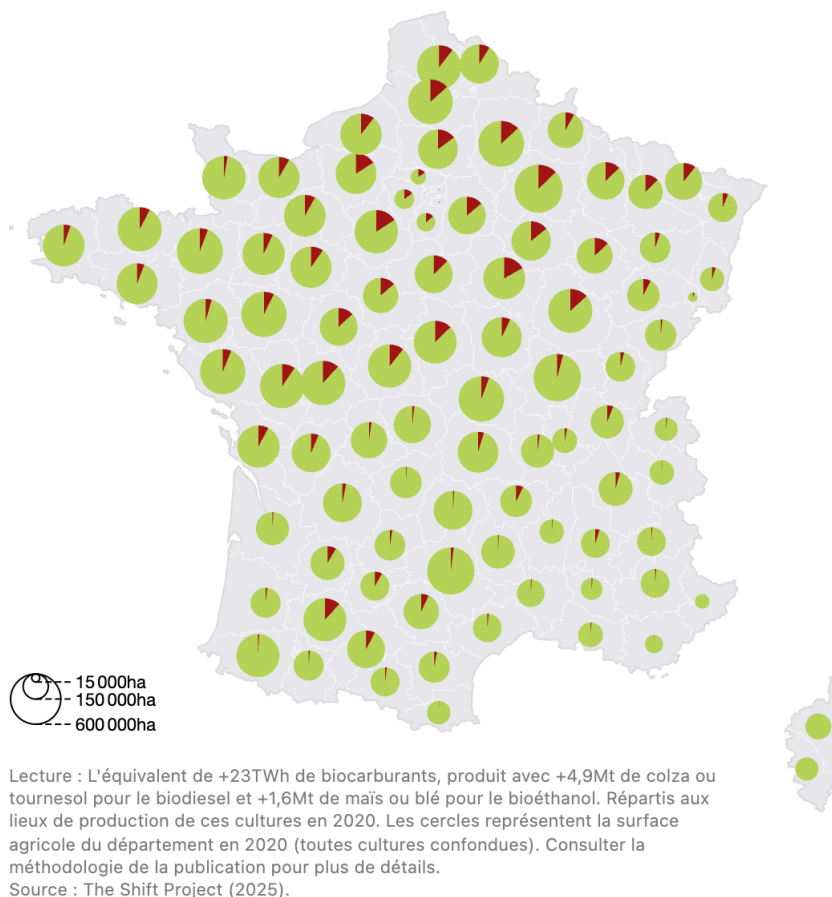 15 000ha
150 000ha
600 000ha
Lecture : L'équivalent de +23TWh de biocarburants, produit avec +4,9Mt de colza ou
tournesol pour le biodiesel et +1,6Mt de maïs ou blé pour le bioéthanol. Répartis aux
lieux de production de ces cultures en 2020. Les cercles représentent la surface
agricole du département en 2020 (toutes cultures confondues). Consulter la
méthodologie de la publication pour plus de détails.
Source : The Shift Project (2025).